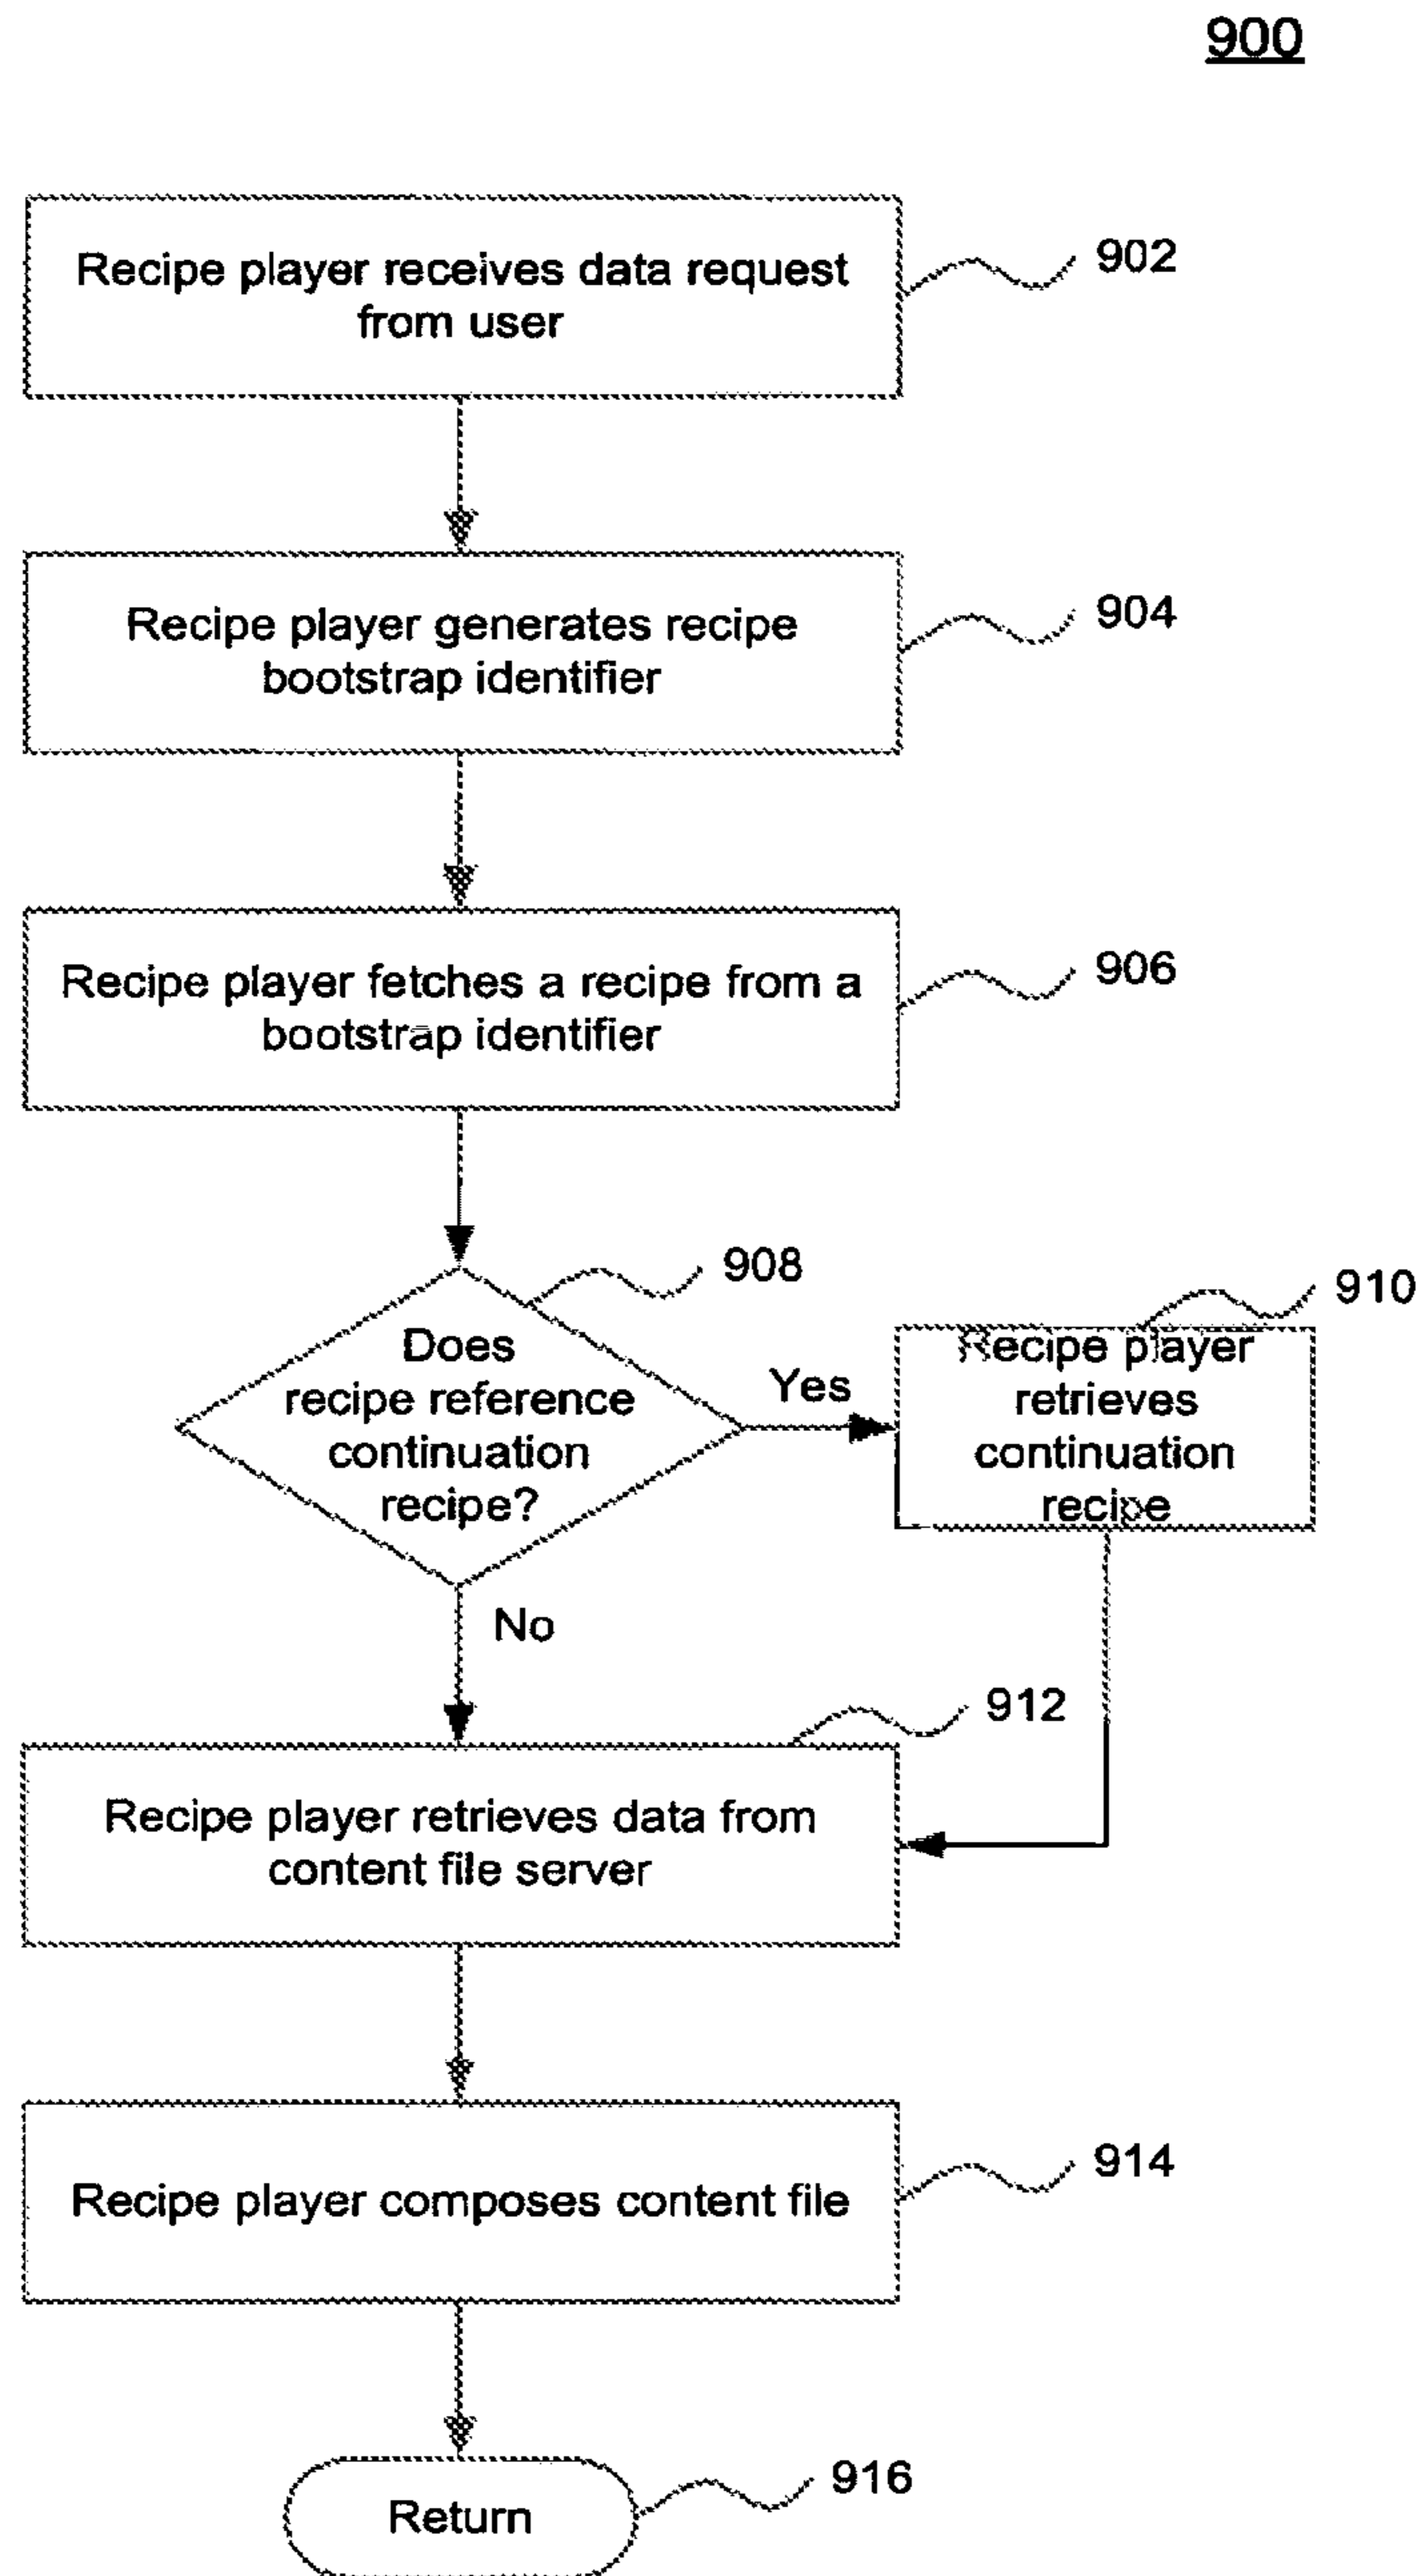 900
Recipe player receives data request
from user
902
Recipe player generates recipe
bootstrap identifier
904
Recipe player fetches a recipe from a
bootstrap identifier
906
908
Does
recipe reference
continuation
recipe?
Yes
910
Recipe player
retrieves
continuation
recipe
No
912
Recipe player retrieves data from
content file server
Recipe player composes content file
914
Return
916